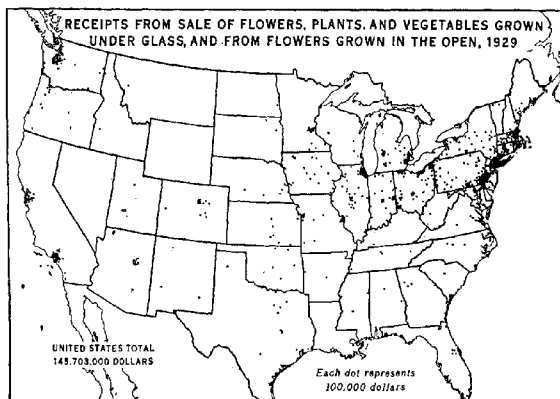 RECEIPTS FROM SALE OF FLOWERS, PLANTS, AND VEGETABLES GROWN
UNDER GLASS, AND FROM FLOWERS GROWN IN THE OPEN, 1929
UNITED STATES TOTAL
145,703,000 DOLLARS
Each dot represents
100,000 dollars